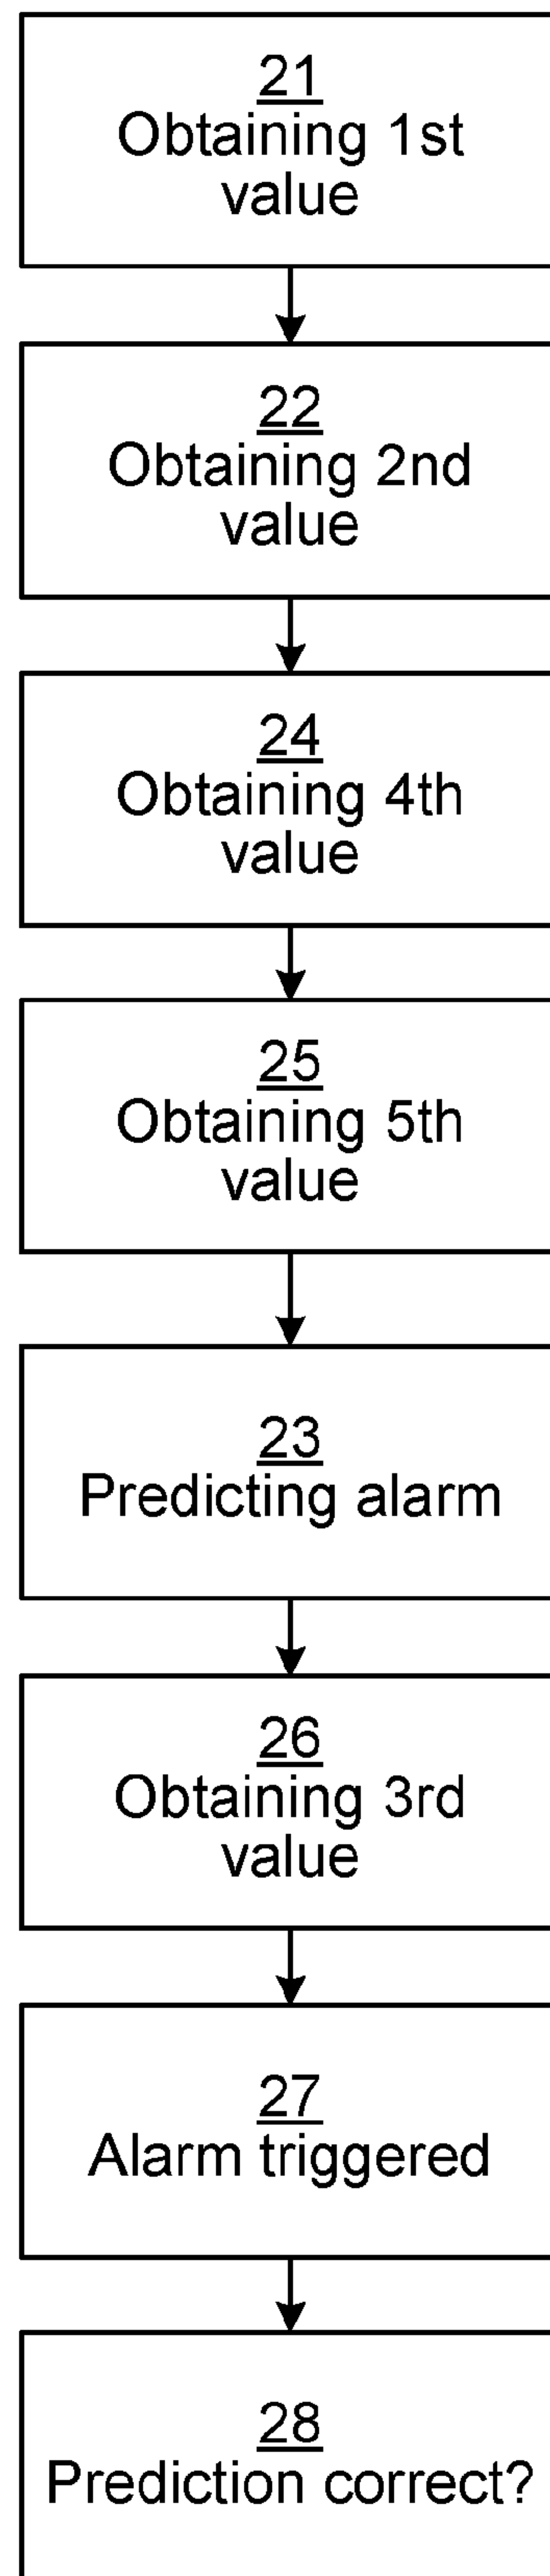 21
Obtaining 1st
value
22
Obtaining 2nd
value
24
Obtaining 4th
value
25
Obtaining 5th
value
23
Predicting alarm
26
Obtaining 3rd
value
27
Alarm triggered
28
Prediction correct?